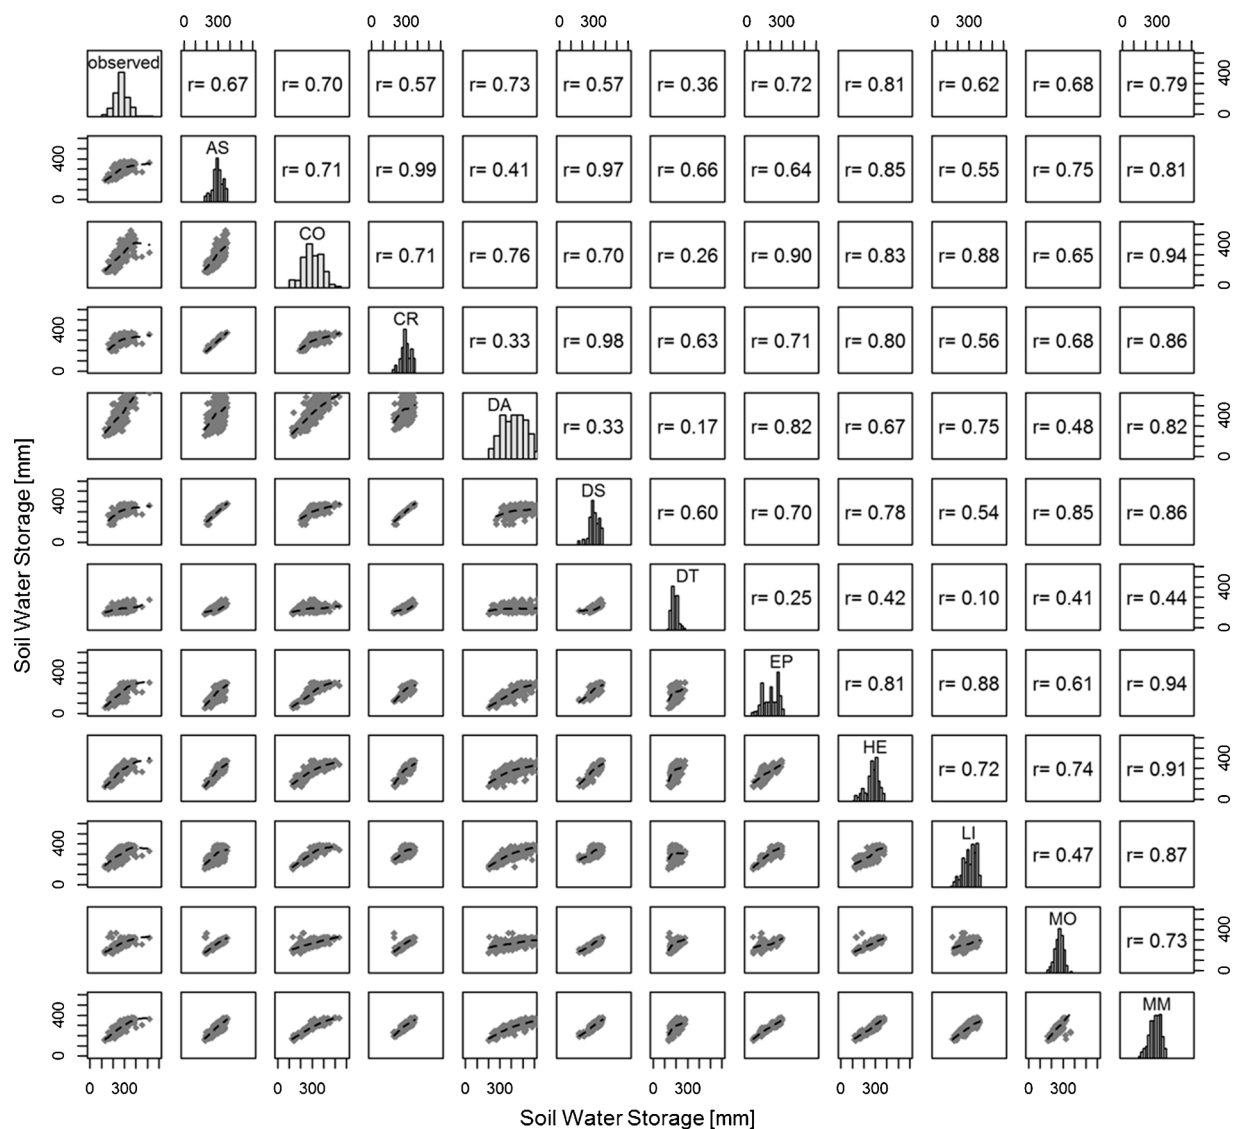 0 300 0 300 0 300 0 300 0 300 0 300
observed r= 0.67 r= 0.70 r= 0.57 r= 0.73 r= 0.57 r= 0.36 r= 0.72 r= 0.81 r= 0.62 r= 0.68 r= 0.79 0 400
0 400 AS r= 0.71 r= 0.99 r= 0.41 r= 0.97 r= 0.66 r= 0.64 r= 0.85 r= 0.55 r= 0.75 r= 0.81
CO r= 0.71 r= 0.76 r= 0.70 r= 0.26 r= 0.90 r= 0.83 r= 0.88 r= 0.65 r= 0.94 0 400
0 400 CR r= 0.33 r= 0.98 r= 0.63 r= 0.71 r= 0.80 r= 0.56 r= 0.68 r= 0.86
DA r= 0.33 r= 0.17 r= 0.82 r= 0.67 r= 0.75 r= 0.48 r= 0.82 0 400
0 400 DS r= 0.60 r= 0.70 r= 0.78 r= 0.54 r= 0.85 r= 0.86
DT r= 0.25 r= 0.42 r= 0.10 r= 0.41 r= 0.44 0 400
0 400 EP r= 0.81 r= 0.88 r= 0.61 r= 0.94
HE r= 0.72 r= 0.74 r= 0.91 0 400
0 400 LI r= 0.47 r= 0.87
MO r= 0.73 0 400
0 400 MM
0 300 0 300 0 300 0 300 0 300 0 300
Soil Water Storage [mm]
Soil Water Storage [mm]